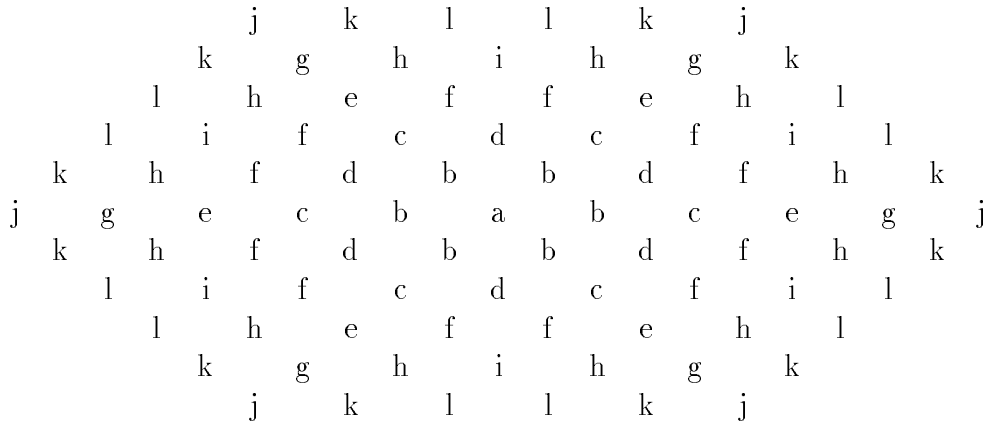 j k l l k j
k g h i h g k
l h e f f e h l
l i f c d c f i l
k h f d b b d f h k
j g e c b a b c e g j
k h f d b b d f h k
l i f c d c f i l
l h e f f e h l
k g h i h g k
j k l l k j